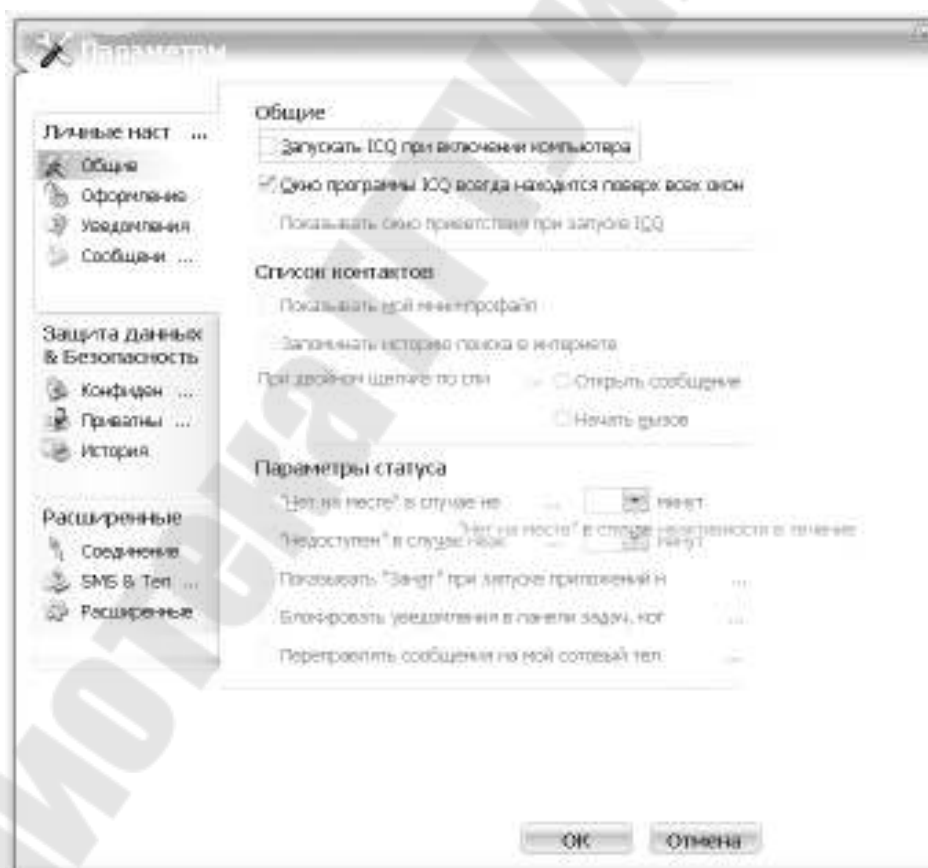 Параметры
Личные наст ...
Общие
Оформление
Уведомления
Сообщени ...
Защита данных
& Безопасность
Конфиден ...
Приватны ...
История
Расширенные
Соединение
SMS & Тел ...
Расширенные
Общие
Запускать ICQ при включении компьютера
Окно программы ICQ всегда находится поверх всех окон
Показывать окно приветствия при запуске ICQ
Список контактов
Показывать мой мини-профайл
Запоминать историю поиска в интернете
При двойном щелчке по спи ...
Открыть сообщение
Начать вызов
Параметры статуса
"Нет на месте" в случае не ... минут
"Нет на месте" в случае неактивности в течение
"Недоступен" в случае неак ... минут
Показывать "Занят" при запуске приложений н ...
Блокировать уведомления в панели задач, ког ...
Переправлять сообщения на мой сотовый тел ...
OK
Отмена